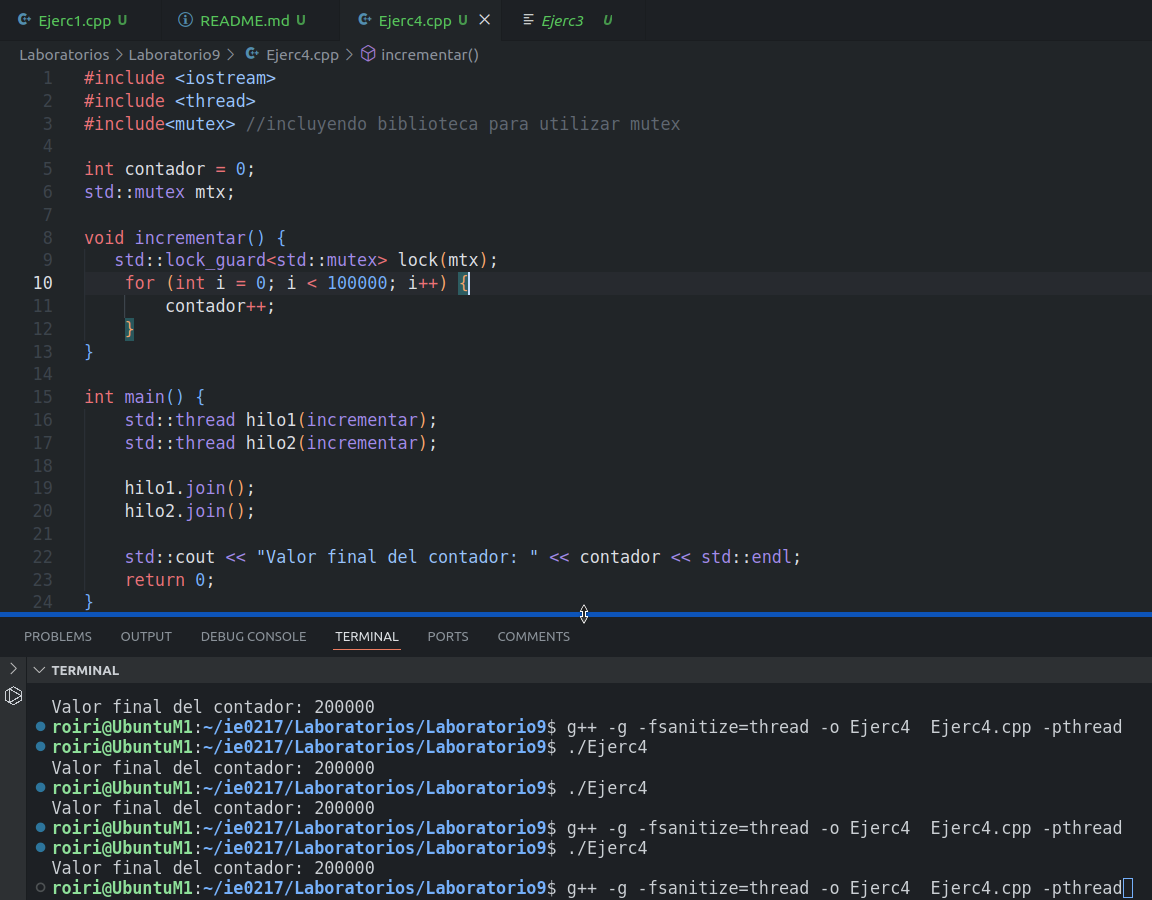 Ejerc1.cpp U README.md U Ejerc4.cpp U Ejerc3 U
Laboratorios > Laboratorio9 > Ejerc4.cpp > incrementar()
1 #include <iostream>
2 #include <thread>
3 #include<mutex> //incluyendo biblioteca para utilizar mutex
4
5 int contador = 0;
6 std::mutex mtx;
7
8 void incrementar() {
9 std::lock_guard<std::mutex> lock(mtx);
10 for (int i = 0; i < 100000; i++) {
11 contador++;
12 }
13 }
14
15 int main() {
16 std::thread hilo1(incrementar);
17 std::thread hilo2(incrementar);
18
19 hilo1.join();
20 hilo2.join();
21
22 std::cout << "Valor final del contador: " << contador << std::endl;
23 return 0;
24 }
PROBLEMS OUTPUT DEBUG CONSOLE TERMINAL PORTS COMMENTS
TERMINAL
Valor final del contador: 200000
roiri@UbuntuM1:~/ie0217/Laboratorios/Laboratorio9$ g++ -g -fsanitize=thread -o Ejerc4  Ejerc4.cpp -pthread
roiri@UbuntuM1:~/ie0217/Laboratorios/Laboratorio9$ ./Ejerc4
Valor final del contador: 200000
roiri@UbuntuM1:~/ie0217/Laboratorios/Laboratorio9$ ./Ejerc4
Valor final del contador: 200000
roiri@UbuntuM1:~/ie0217/Laboratorios/Laboratorio9$ g++ -g -fsanitize=thread -o Ejerc4  Ejerc4.cpp -pthread
roiri@UbuntuM1:~/ie0217/Laboratorios/Laboratorio9$ ./Ejerc4
Valor final del contador: 200000
roiri@UbuntuM1:~/ie0217/Laboratorios/Laboratorio9$ g++ -g -fsanitize=thread -o Ejerc4  Ejerc4.cpp -pthread